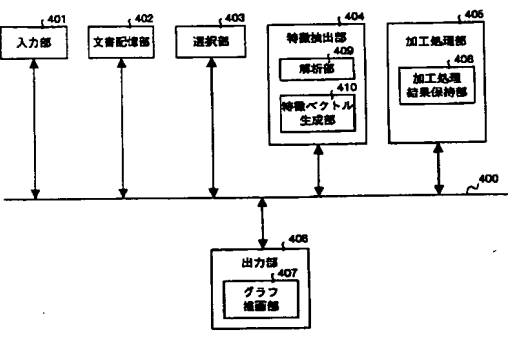 401
入力部
402
文書記憶部
403
選択部
404
特徴抽出部
409
解析部
410
特徴ベクトル
生成部
405
加工処理部
408
加工処理
結果保持部
400
406
出力部
407
グラフ
描画部